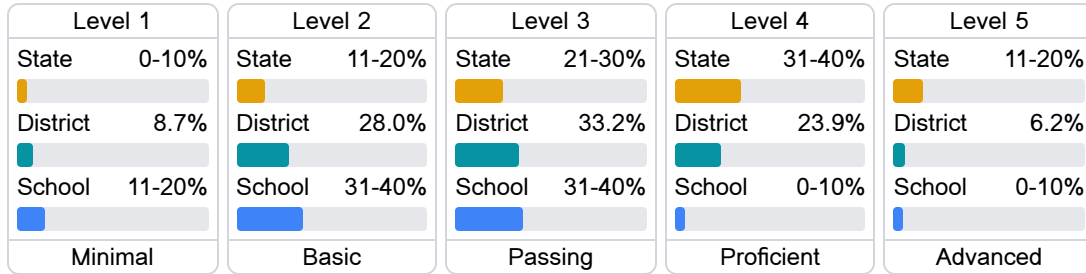 Level 1
State 0-10%
District 8.7%
School 11-20%
Minimal
Level 2
State 11-20%
District 28.0%
School 31-40%
Basic
Level 3
State 21-30%
District 33.2%
School 31-40%
Passing
Level 4
State 31-40%
District 23.9%
School 0-10%
Proficient
Level 5
State 11-20%
District 6.2%
School 0-10%
Advanced